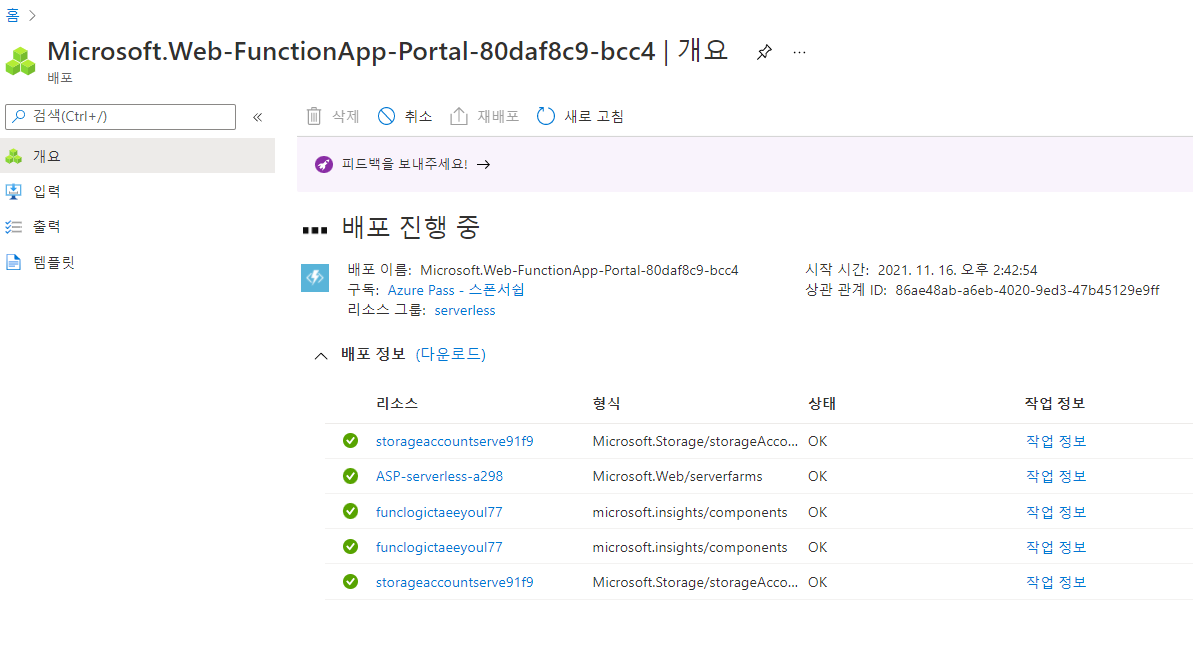 홈
Microsoft.Web-FunctionApp-Portal-80daf8c9-bcc4 | 개요
배포
검색(Ctrl+/)
삭제 취소 재배포 새로 고침
개요
입력
출력
템플릿
피드백을 보내주세요! →
배포 진행 중
배포 이름: Microsoft.Web-FunctionApp-Portal-80daf8c9-bcc4
구독: Azure Pass - 스폰서쉽
리소스 그룹: serverless
시작 시간: 2021. 11. 16. 오후 2:42:54
상관 관계 ID: 86ae48ab-a6eb-4020-9ed3-47b45129e9ff
배포 정보 (다운로드)
리소스 형식 상태 작업 정보
storageaccountserve91f9 Microsoft.Storage/storageAcco... OK 작업 정보
ASP-serverless-a298 Microsoft.Web/serverfarms OK 작업 정보
funclogictaeeyoul77 microsoft.insights/components OK 작업 정보
funclogictaeeyoul77 microsoft.insights/components OK 작업 정보
storageaccountserve91f9 Microsoft.Storage/storageAcco... OK 작업 정보